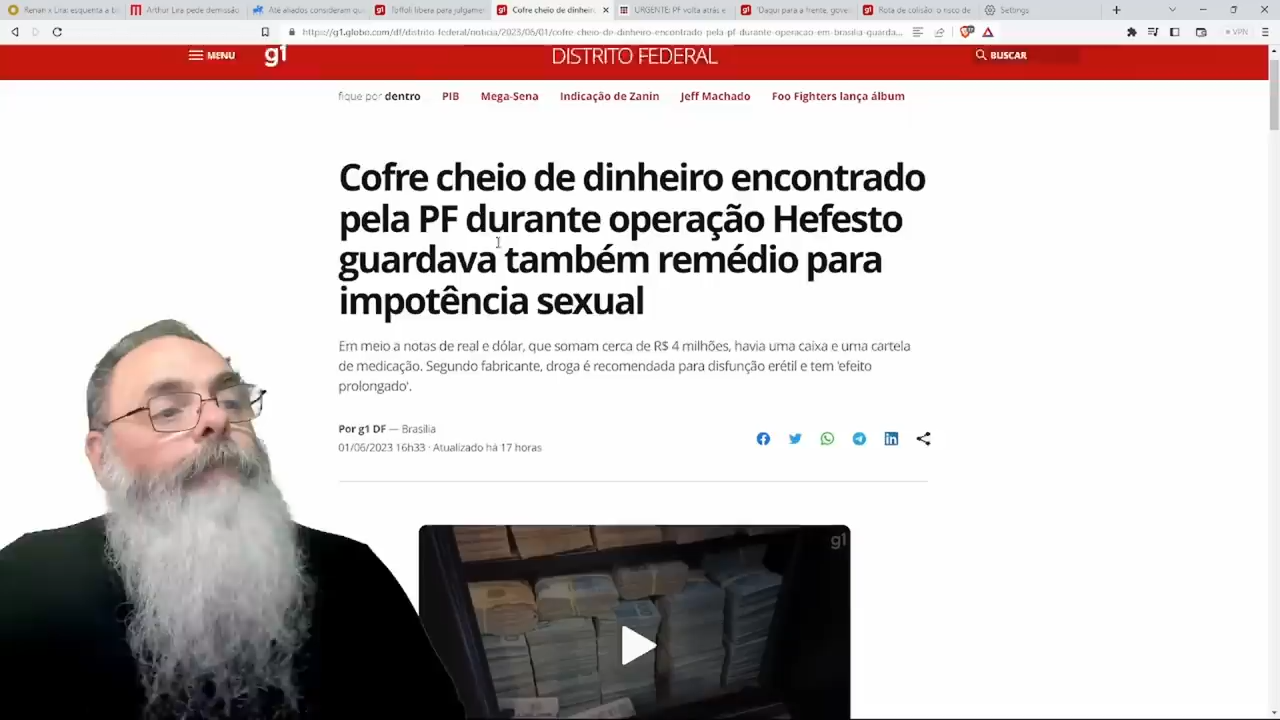 Renan x Lira: esquenta a b
Arthur Lira pede demissão
Até aliados consideram qu
Toffoli libera para julgamen
Cofre cheio de dinheiro
URGENTE: PF volta atrás e
"Daqui para a frente, gover
Rota de colisão: o risco de
Settings
https://g1.globo.com/df/distrito-federal/noticia/2023/06/01/cofre-cheio-de-dinheiro-encontrado-pela-pf-durante-operacao-em-brasilia-guarda...
VPN
MENU
g1
DISTRITO FEDERAL
BUSCAR
fique por dentro
PIB
Mega-Sena
Indicação de Zanin
Jeff Machado
Foo Fighters lança álbum
Cofre cheio de dinheiro encontrado
pela PF durante operação Hefesto
guardava também remédio para
impotência sexual
Em meio a notas de real e dólar, que somam cerca de R$ 4 milhões, havia uma caixa e uma cartela
de medicação. Segundo fabricante, droga é recomendada para disfunção erétil e tem 'efeito
prolongado'.
Por g1 DF — Brasília
01/06/2023 16h33 · Atualizado há 17 horas
g1